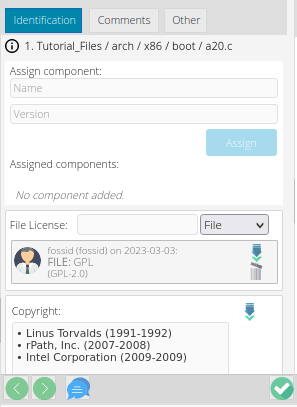 Identification Comments Other
1. Tutorial_Files / arch / x86 / boot / a20.c
Assign component:
Name
Version
Assign
Assigned components:
No component added.
File License: File
fossid (fossid) on 2023-03-03:
FILE: GPL
(GPL-2.0)
Copyright:
• Linus Torvalds (1991-1992)
• rPath, Inc. (2007-2008)
• Intel Corporation (2009-2009)